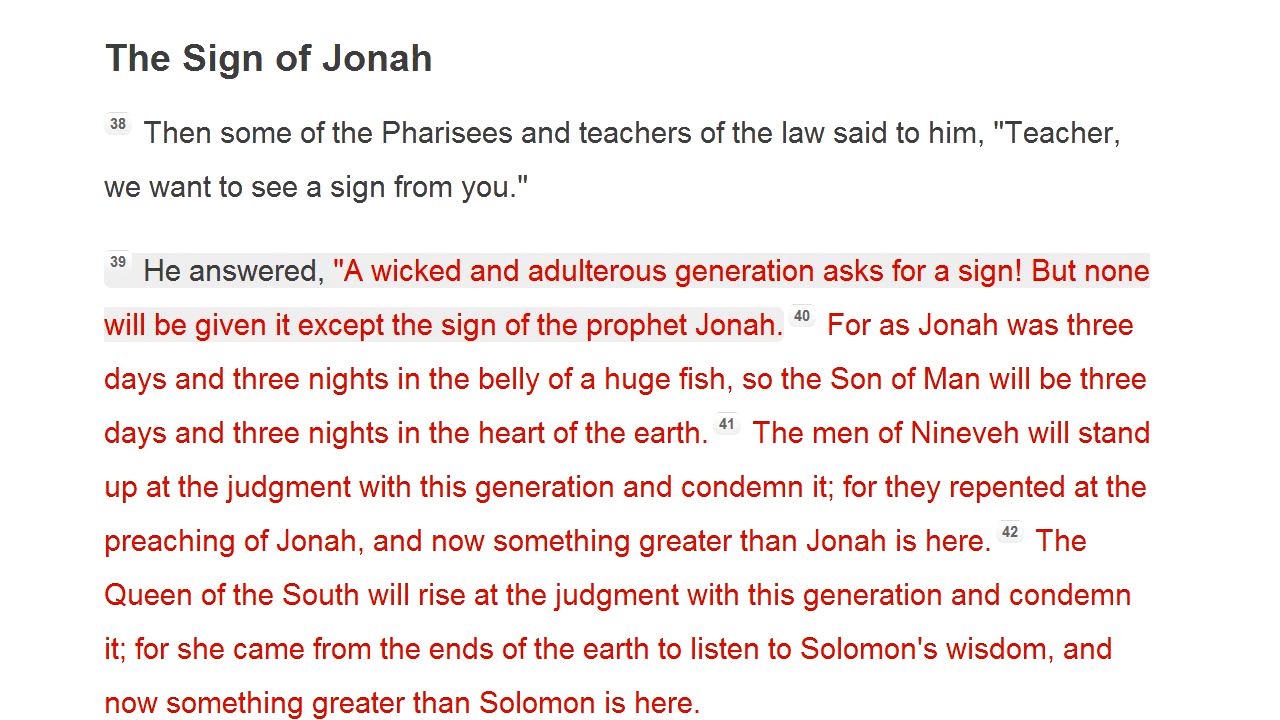 The Sign of Jonah
38 Then some of the Pharisees and teachers of the law said to him, "Teacher,
we want to see a sign from you."
39 He answered, "A wicked and adulterous generation asks for a sign! But none
will be given it except the sign of the prophet Jonah. 40 For as Jonah was three
days and three nights in the belly of a huge fish, so the Son of Man will be three
days and three nights in the heart of the earth. 41 The men of Nineveh will stand
up at the judgment with this generation and condemn it; for they repented at the
preaching of Jonah, and now something greater than Jonah is here. 42 The
Queen of the South will rise at the judgment with this generation and condemn
it; for she came from the ends of the earth to listen to Solomon's wisdom, and
now something greater than Solomon is here.